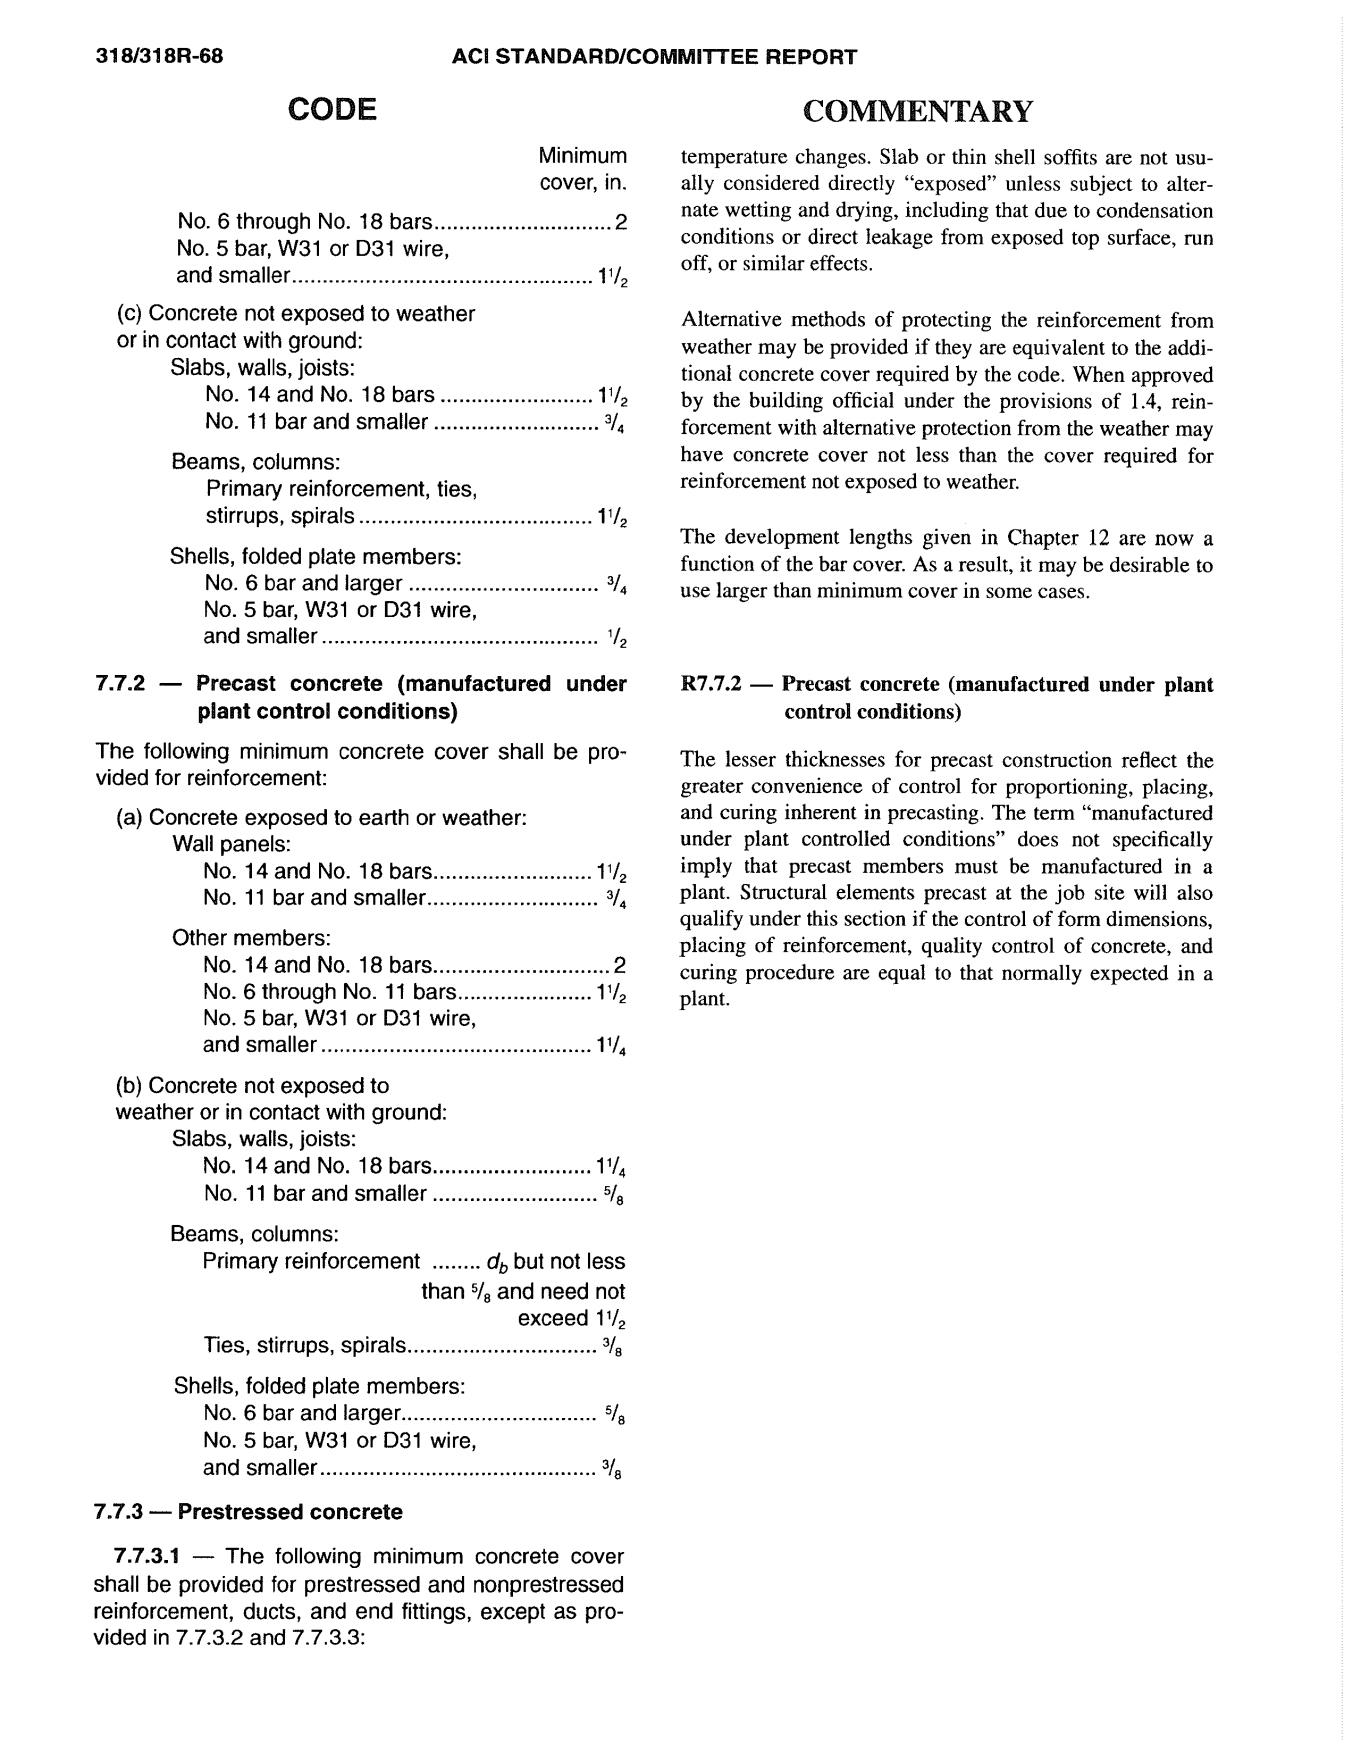 318/318R-68
ACI STANDARD/COMMITTEE REPORT
CODE
Minimum
cover, in.
No. 6 through No. 18 bars.............................2
No. 5 bar, W31 or D31 wire,
and smaller................................................. 1 1/2
(c) Concrete not exposed to weather
or in contact with ground:
Slabs, walls, joists:
No. 14 and No. 18 bars ......................... 1 1/2
No. 11 bar and smaller ........................... 3/4
Beams, columns:
Primary reinforcement, ties,
stirrups, spirals...................................... 1 1/2
Shells, folded plate members:
No. 6 bar and larger ............................... 3/4
No. 5 bar, W31 or D31 wire,
and smaller............................................. 1/2
7.7.2 — Precast concrete (manufactured under
plant control conditions)
The following minimum concrete cover shall be pro-
vided for reinforcement:
(a) Concrete exposed to earth or weather:
Wall panels:
No. 14 and No. 18 bars.......................... 1 1/2
No. 11 bar and smaller............................ 3/4
Other members:
No. 14 and No. 18 bars.............................2
No. 6 through No. 11 bars...................... 1 1/2
No. 5 bar, W31 or D31 wire,
and smaller............................................ 1 1/4
(b) Concrete not exposed to
weather or in contact with ground:
Slabs, walls, joists:
No. 14 and No. 18 bars.......................... 1 1/4
No. 11 bar and smaller ........................... 5/8
Beams, columns:
Primary reinforcement ........ db but not less
than 5/8 and need not
exceed 1 1/2
Ties, stirrups, spirals............................... 3/8
Shells, folded plate members:
No. 6 bar and larger................................ 5/8
No. 5 bar, W31 or D31 wire,
and smaller............................................. 3/8
7.7.3 — Prestressed concrete
7.7.3.1 — The following minimum concrete cover
shall be provided for prestressed and nonprestressed
reinforcement, ducts, and end fittings, except as pro-
vided in 7.7.3.2 and 7.7.3.3:
COMMENTARY
temperature changes. Slab or thin shell soffits are not usu-
ally considered directly “exposed” unless subject to alter-
nate wetting and drying, including that due to condensation
conditions or direct leakage from exposed top surface, run
off, or similar effects.
Alternative methods of protecting the reinforcement from
weather may be provided if they are equivalent to the addi-
tional concrete cover required by the code. When approved
by the building official under the provisions of 1.4, rein-
forcement with alternative protection from the weather may
have concrete cover not less than the cover required for
reinforcement not exposed to weather.
The development lengths given in Chapter 12 are now a
function of the bar cover. As a result, it may be desirable to
use larger than minimum cover in some cases.
R7.7.2 — Precast concrete (manufactured under plant
control conditions)
The lesser thicknesses for precast construction reflect the
greater convenience of control for proportioning, placing,
and curing inherent in precasting. The term “manufactured
under plant controlled conditions” does not specifically
imply that precast members must be manufactured in a
plant. Structural elements precast at the job site will also
qualify under this section if the control of form dimensions,
placing of reinforcement, quality control of concrete, and
curing procedure are equal to that normally expected in a
plant.